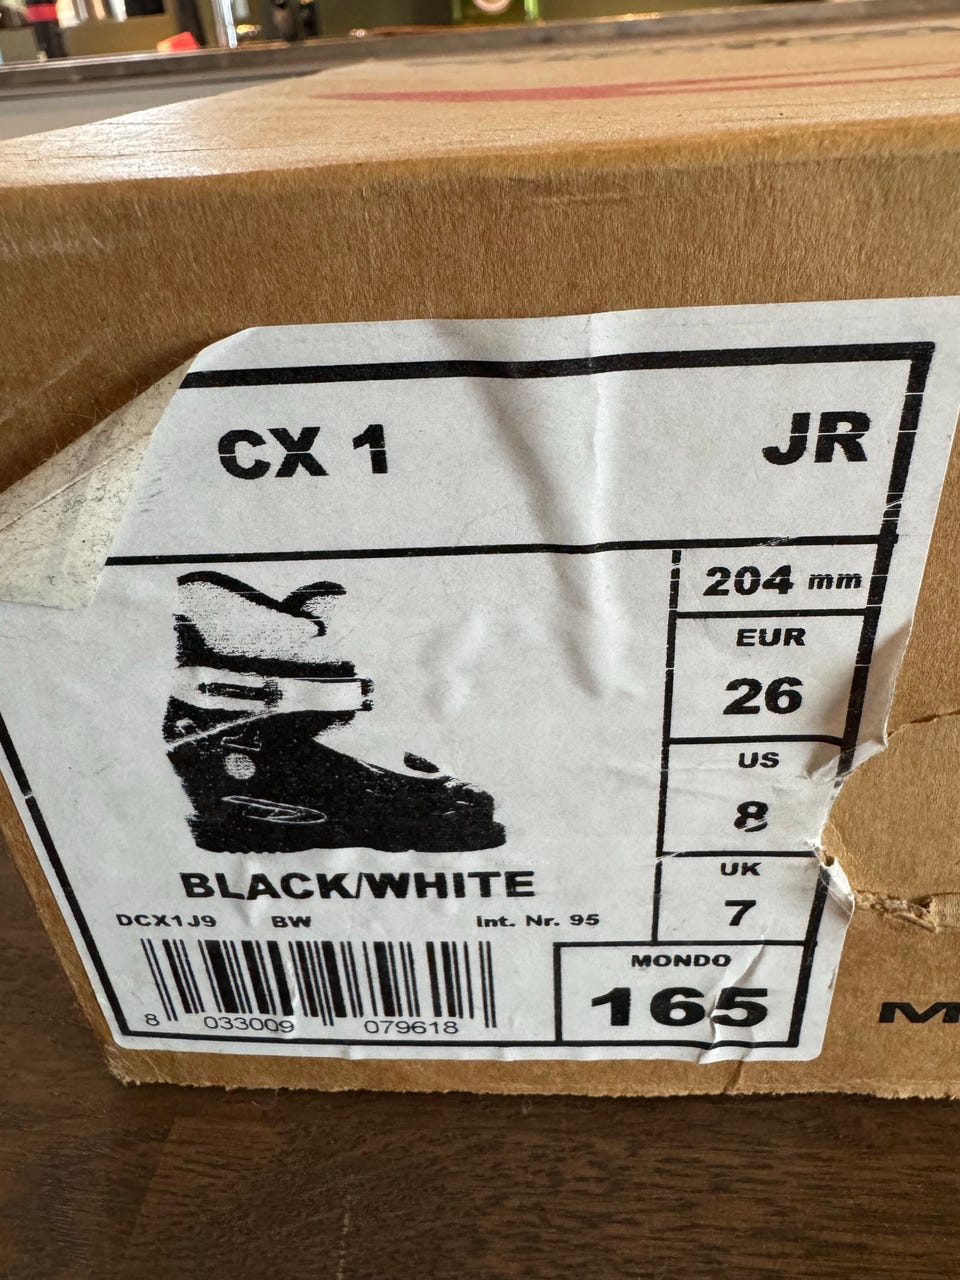 CX 1 JR
204 mm
EUR
26
US
8
UK
7
BLACK/WHITE
DCX1J9 BW Int. Nr. 95
8 033009 079618
MONDO
165